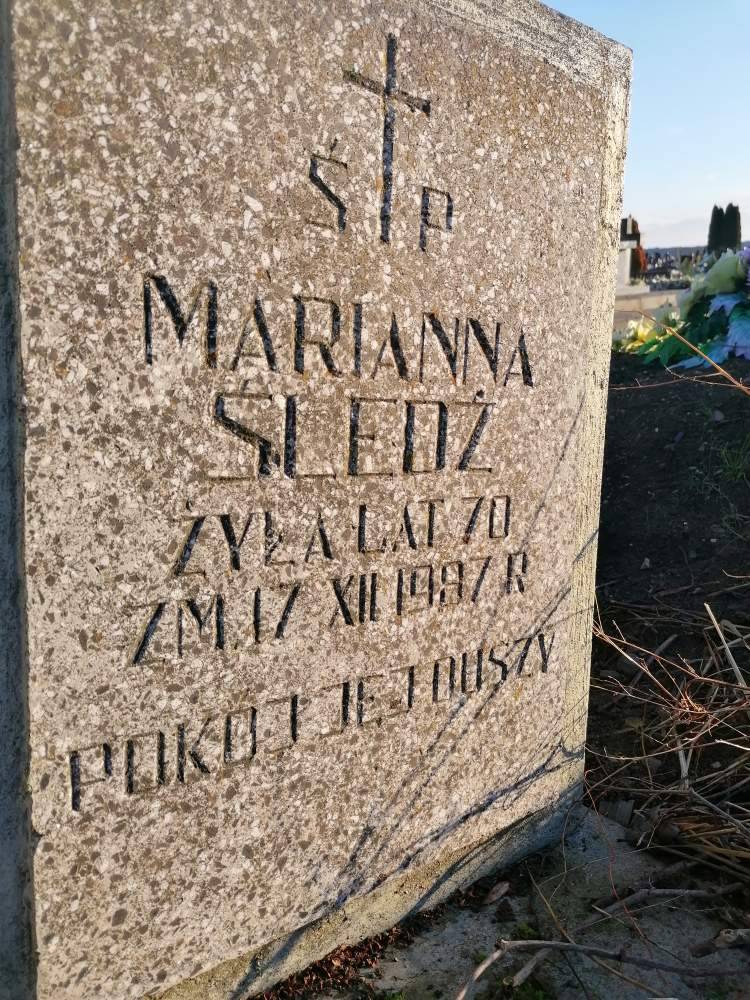 Ś P
MARIANNA
ŚLEDŹ
ŻYŁA LAT 70
ZM. 17 XII 1987 R
POKÓJ JEJ DUSZY